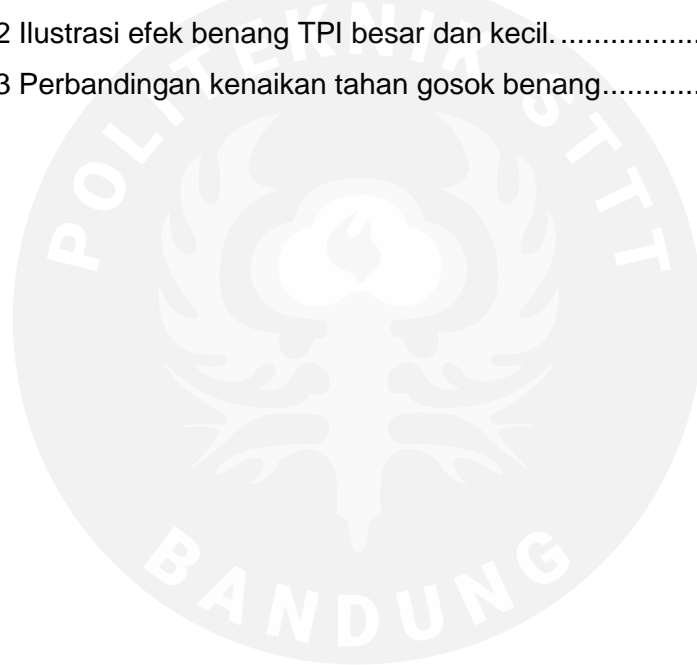 2 Ilustrasi efek benang TPI besar dan kecil. .................
3 Perbandingan kenaikan tahan gosok benang............
POLITEKNIK STTT
BANDUNG